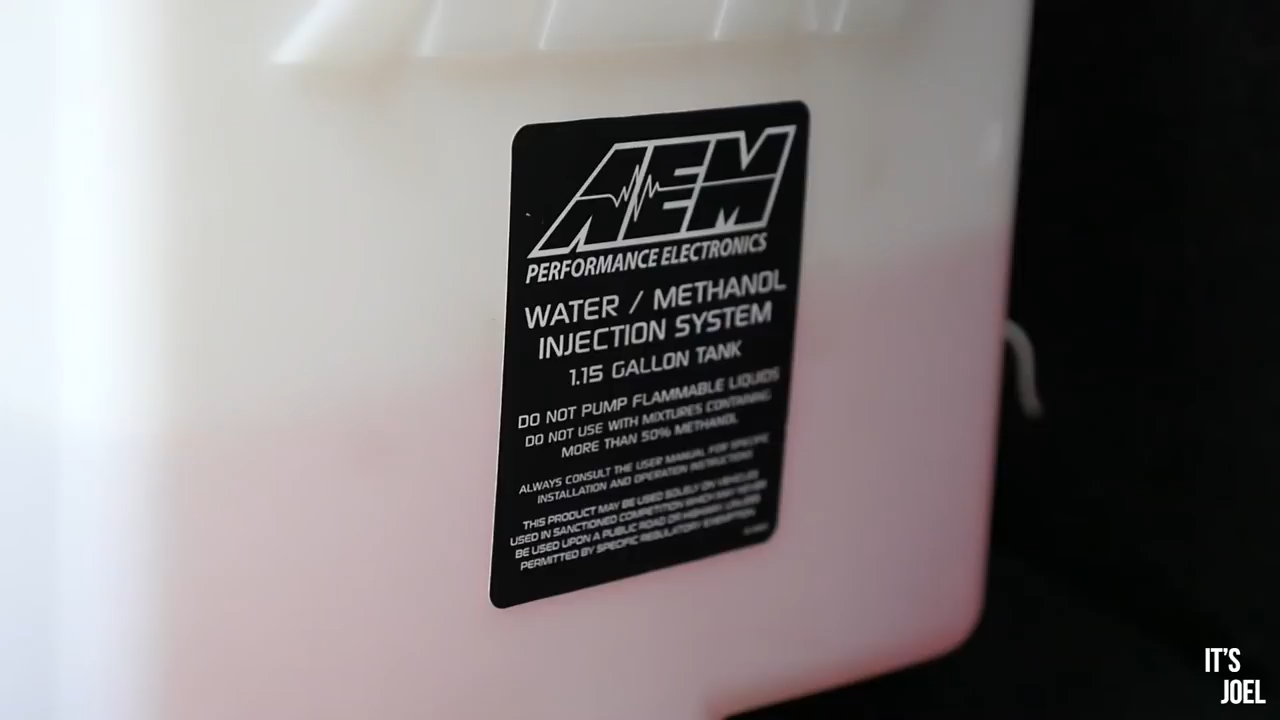 AEM
PERFORMANCE ELECTRONICS
WATER / METHANOL
INJECTION SYSTEM
1.15 GALLON TANK
DO NOT PUMP FLAMMABLE LIQUIDS
DO NOT USE WITH MIXTURES CONTAINING
MORE THAN 50% METHANOL
ALWAYS CONSULT THE USER MANUAL FOR SPECIFIC
INSTALLATION AND OPERATION INSTRUCTIONS
THIS PRODUCT MAY BE USED SOLELY ON VEHICLES
USED IN SANCTIONED COMPETITION WHICH MAY NEVER
BE USED UPON A PUBLIC ROAD OR HIGHWAY, UNLESS
PERMITTED BY SPECIFIC REGULATORY EXEMPTION
IT'S
JOEL